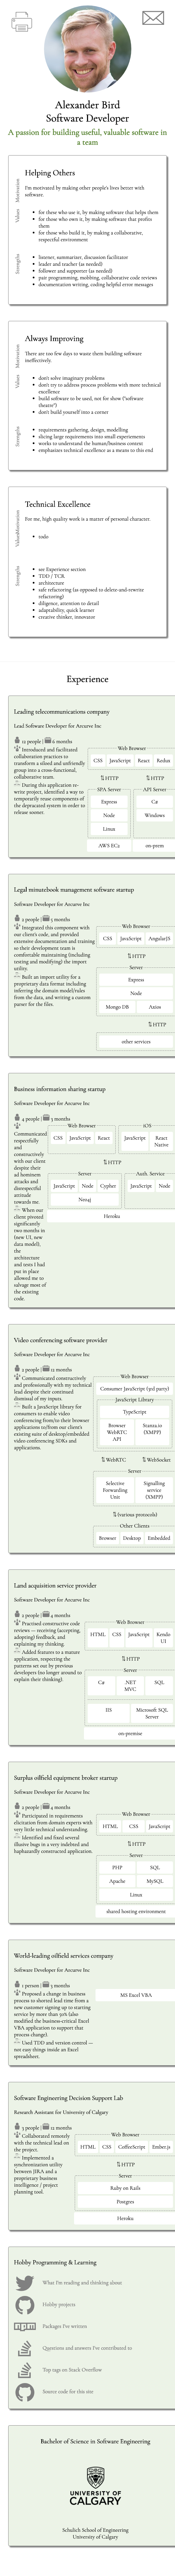 Alexander Bird
Software Developer
A passion for building useful, valuable software in
a team
Helping Others
Motivation
I'm motivated by making other people's lives better with
software.
Values
for those who use it, by making software that helps them
for those who own it, by making software that profits
them
for those who build it, by making a collaborative,
respectful environment
Strengths
listener, summarizer, discussion facilitator
leader and teacher (as needed)
follower and supporter (as needed)
pair programming, mobbing, collaborative code reviews
documentation writing, coding helpful error messages
Always Improving
Motivation
There are too few days to waste them building software
ineffectively.
Values
don't solve imaginary problems
don't try to address process problems with more technical
excellence
build software to be used, not for show ("software
theatre")
don't build yourself into a corner
Strengths
requirements gathering, design, modelling
slicing large requirements into small experiments
works to understand the human/business context
emphasizes technical excellence as a means to this end
Technical Excellence
Motivation
For me, high quality work is a matter of personal character.
Values
todo
Strengths
see Experience section
TDD / TCR
architecture
safe refactoring (as opposed to delete-and-rewrite
refactoring)
diligence, attention to detail
adaptability, quick learner
creative thinker, innovator
Experience
Leading telecommunications company
Lead Software Developer for Arcurve Inc
12 people | 6 months
Introduced and facilitated
collaboration practices to
transform a siloed and unfriendly
group into a cross-functional,
collaborative team.
During this application re-
write project, identified a way to
temporarily reuse components of
the deprecated system in order to
release sooner.
Web Browser
CSS JavaScript React Redux
HTTP HTTP
SPA Server API Server
Express C#
Node Windows
Linux
AWS EC2 on-prem
Legal minutebook management software startup
Software Developer for Arcurve Inc
2 people | 5 months
Integrated this component with
our client's code, and provided
extensive documentation and training
so their development team is
comfortable maintaining (including
testing and modifying) the import
utility.
Built an import utility for a
proprietary data format including
inferring the domain model/rules
from the data, and writing a custom
parser for the files.
Web Browser
CSS JavaScript AngularJS
HTTP
Server
Express
Node
Mongo DB Axios
HTTP
other services
Business information sharing startup
Software Developer for Arcurve Inc
4 people | 3 months
Communicated
respectfully
and
constructively
with our client
despite their
ad hominem
attacks and
disrespectful
attitude
towards me.
When our
client pivoted
significantly
two months in
(new UI, new
data model),
the
architecture
and tests I had
put in place
allowed me to
salvage most of
the existing
code.
Web Browser iOS
CSS JavaScript React JavaScript React
Native
HTTP
Server Auth. Service
JavaScript Node Cypher JavaScript Node
Neo4j
Heroku
Video conferencing software provider
Software Developer for Arcurve Inc
2 people | 12 months
Communicated constructively
and professionally with my technical
lead despite their continued
dismissal of my inputs.
Built a JavaScript library for
consumers to enable video
conferencing from/in their browser
applications outfrom our client's
existing suite of desktop/embedded
video conferencing SDKs and
applications.
Web Browser
Consumer JavaScript (3rd party)
JavaScript Library
TypeScript
Browser
WebRTC
API
Stanza.io
(XMPP)
WebRTC WebSocket
Server
Selective
Forwarding
Unit
Signalling
service
(XMPP)
(various protocols)
Other Clients
Browser Desktop Embedded
Land acquisition service provider
Software Developer for Arcurve Inc
2 people | 9 months
Practised constructive code
reviews — receiving (accepting,
adopting) feedback, and
explaining my thinking.
Added features to a mature
application, respecting the
patterns set out by previous
developers (no longer around to
explain their thinking).
Web Browser
HTML CSS JavaScript Kendo
UI
HTTP
Server
C# .NET
MVC
SQL
IIS Microsoft SQL
Server
on-premise
Surplus oilfield equipment broker startup
Software Developer for Arcurve Inc
2 people | 4 months
Participated in requirements
elicitation from domain experts with
very little technical understanding.
Identified and fixed several
illusive bugs in a very indebted and
haphazardly constructed application.
Web Browser
HTML CSS JavaScript
HTTP
Server
PHP SQL
Apache MySQL
Linux
shared hosting environment
World-leading oilfield services company
Software Developer for Arcurve Inc
1 person | 3 months
Proposed a change in business
process to shorted lead time from a
new customer signing up to starting
service by more than 50% (also
modified the business-critical Excel
VBA application to support that
process change).
Used TDD and version control —
not easy things inside an Excel
spreadsheet.
MS Excel VBA
Software Engineering Decision Support Lab
Research Assistant for University of Calgary
3 people | 12 months
Collaborated remotely
with the technical lead on
the project.
Implemented a
synchronization utility
between JIRA and a
proprietary business
intelligence / project
planning tool.
Web Browser
HTML CSS CoffeeScript Ember.js
HTTP
Server
Ruby on Rails
Postgres
Heroku
Hobby Programming & Learning
What I'm reading and thinking about
Hobby projects
npm
Packages I've written
Questions and answers I've contributed to
Top tags on Stack Overflow
Source code for this site
Bachelor of Science in Software Engineering
UNIVERSITY OF
CALGARY
Schulich School of Engineering
University of Calgary